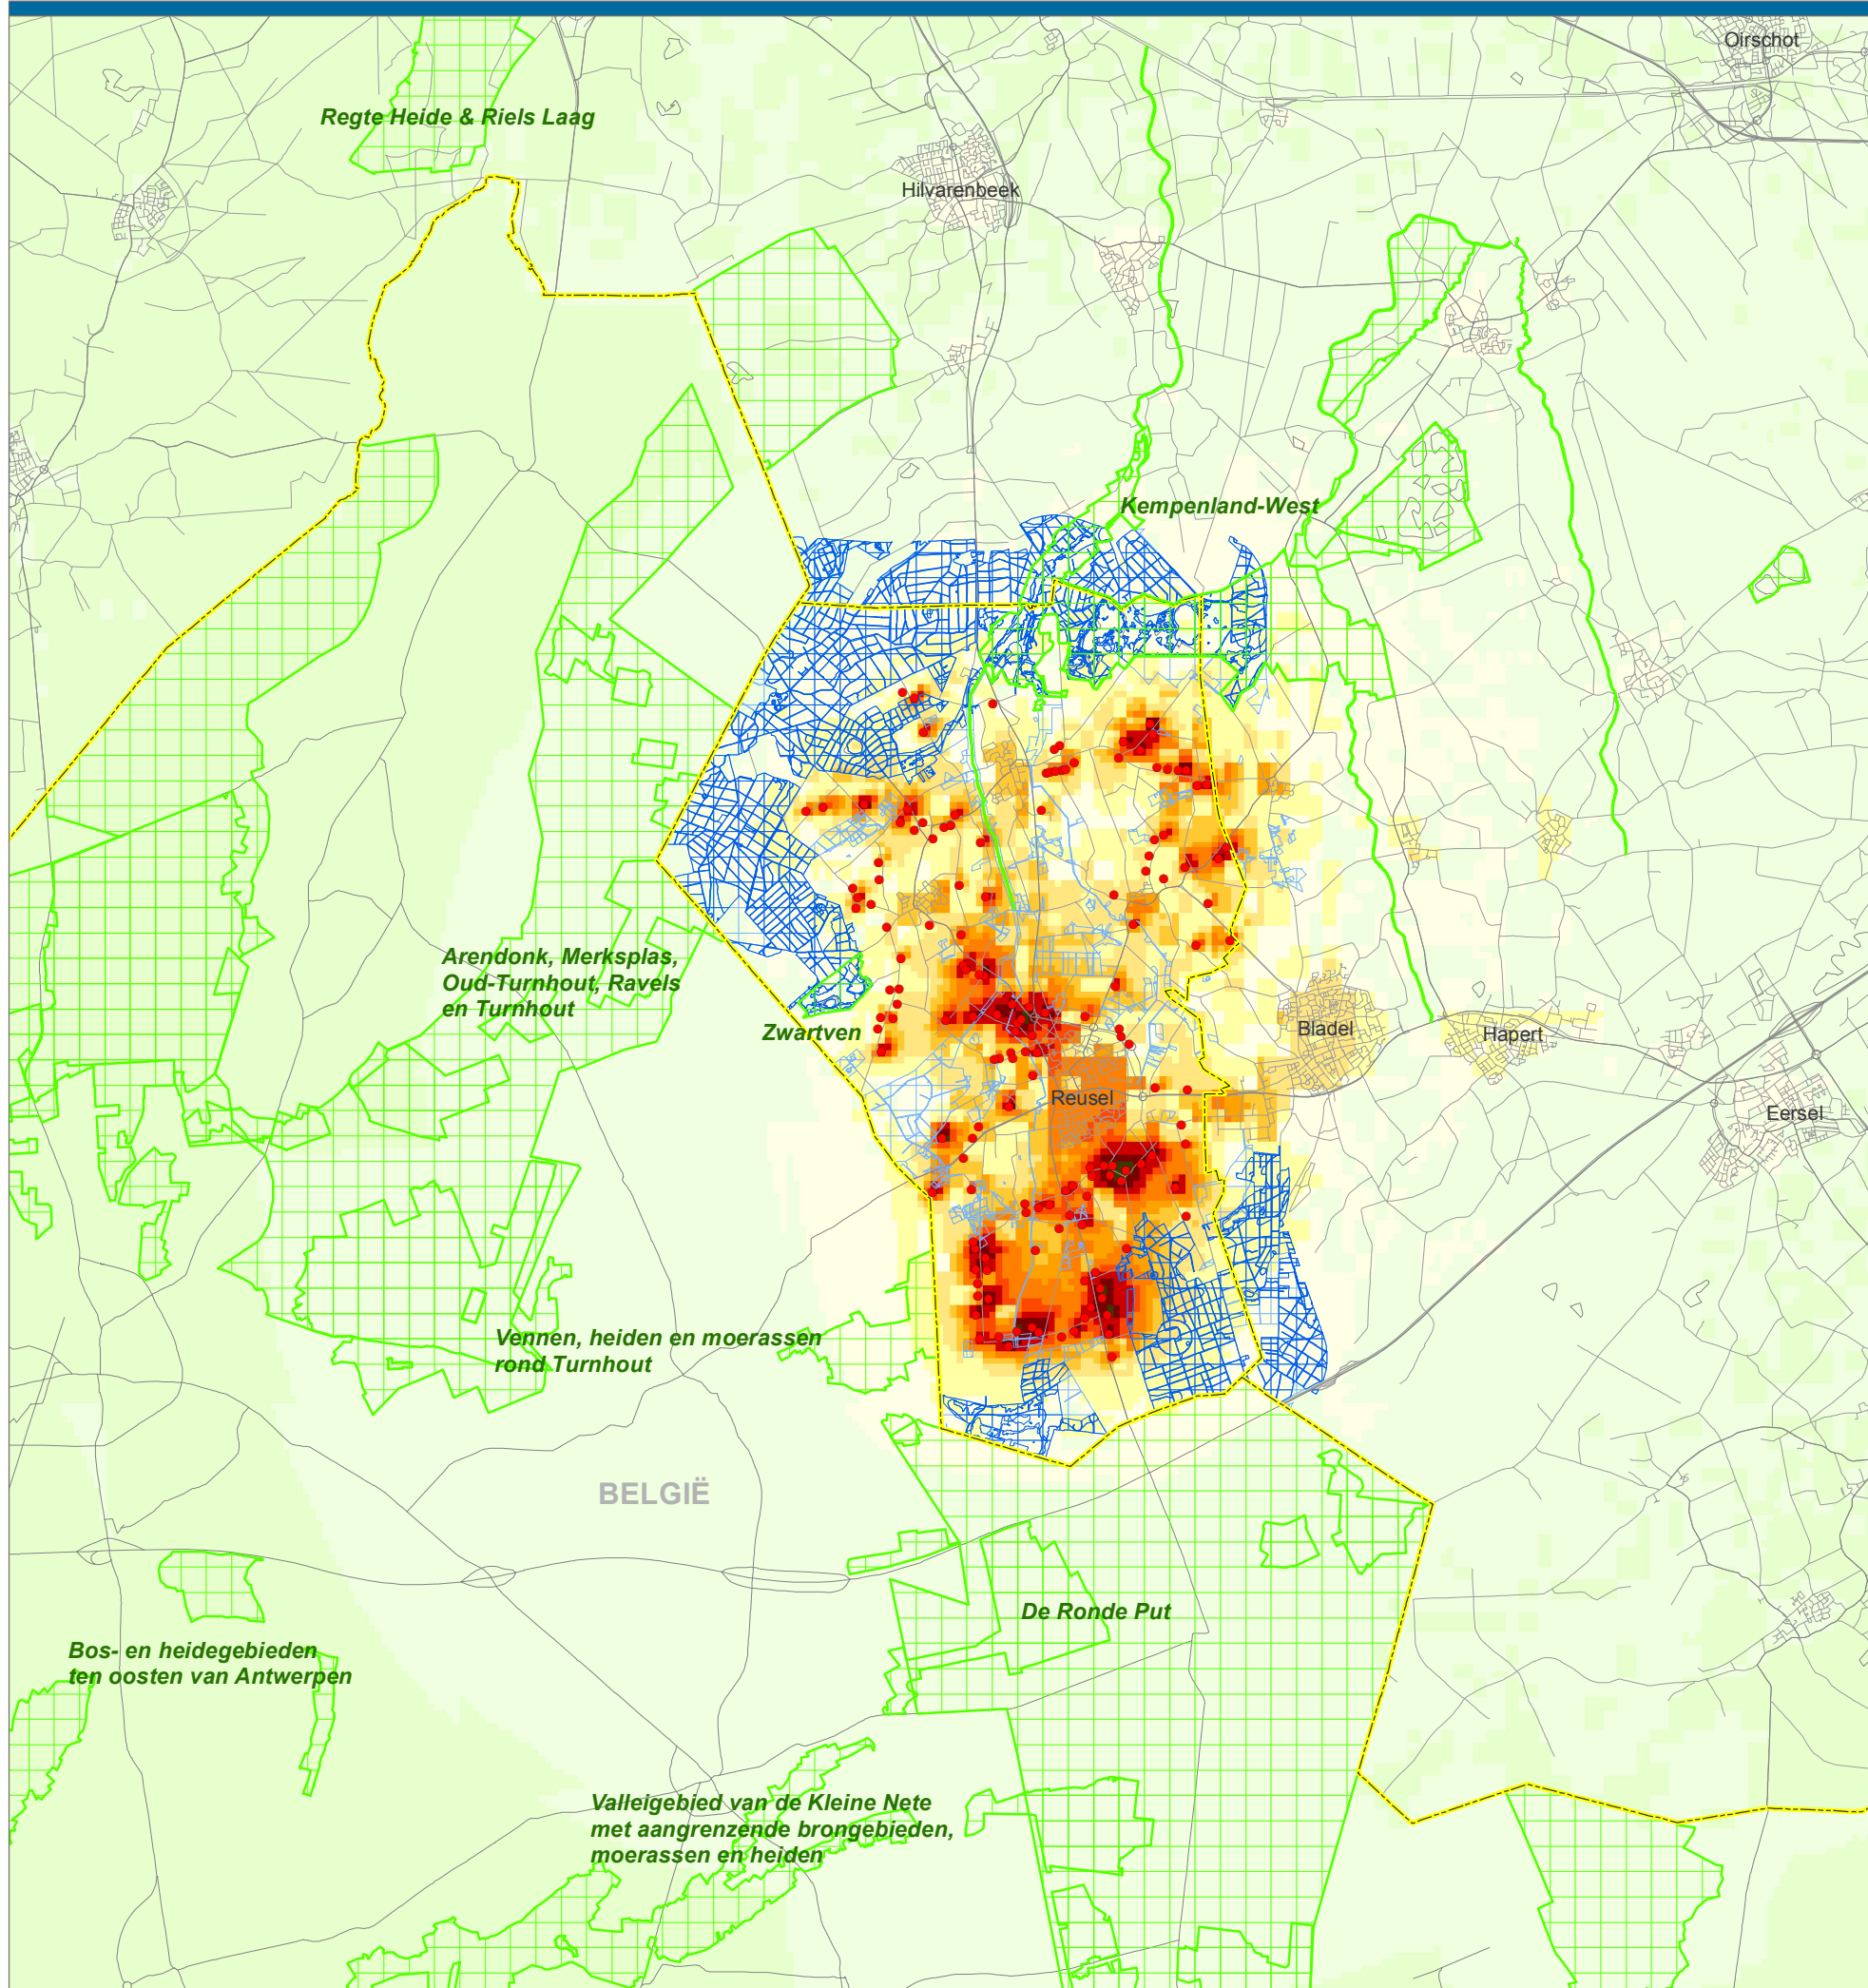 Oirschot
Regte Heide & Riels Laag
Hilvarenbeek
Kempenland-West
Arendonk, Merksplas,
Oud-Turnhout, Ravels
en Turnhout
Zwartven
Bladel
Hapert
Reusel
Eersel
Vennen, heiden en moerassen
rond Turnhout
BELGIË
De Ronde Put
Bos- en heidegebieden
ten oosten van Antwerpen
Valleigebied van de Kleine Nete
met aangrenzende brongebieden,
moerassen en heiden